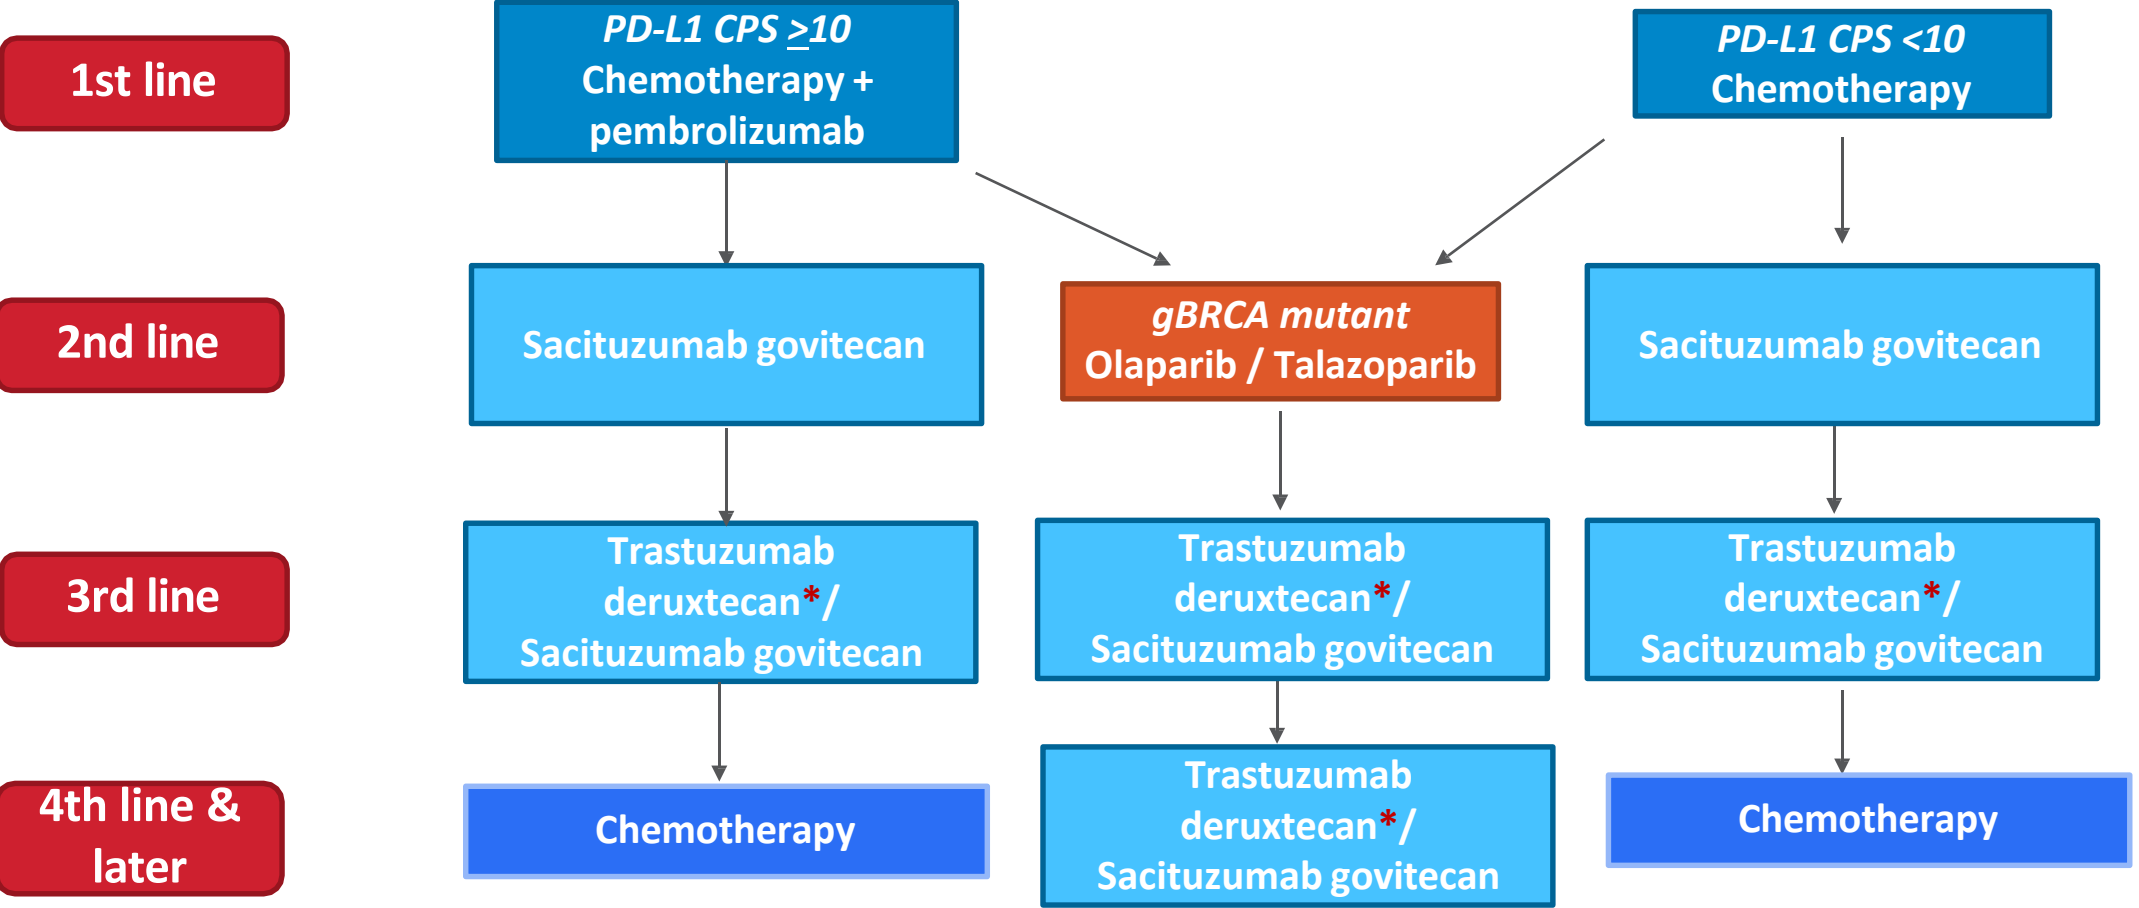 1st line
PD-L1 CPS ≥10
Chemotherapy +
pembrolizumab
PD-L1 CPS <10
Chemotherapy
2nd line
Sacituzumab govitecan
gBRCA mutant
Olaparib / Talazoparib
Sacituzumab govitecan
3rd line
Trastuzumab
deruxtecan*/
Sacituzumab govitecan
Trastuzumab
deruxtecan*/
Sacituzumab govitecan
Trastuzumab
deruxtecan*/
Sacituzumab govitecan
4th line &
later
Chemotherapy
Trastuzumab
deruxtecan*/
Sacituzumab govitecan
Chemotherapy